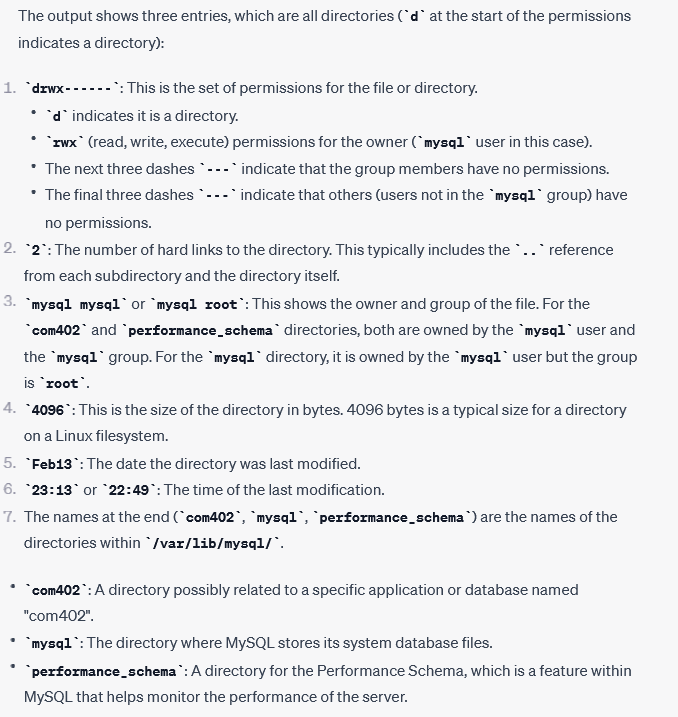 The output shows three entries, which are all directories (`d` at the start of the permissions
indicates a directory):
1. `drwx------`: This is the set of permissions for the file or directory.
• `d` indicates it is a directory.
• `rwx` (read, write, execute) permissions for the owner (`mysql` user in this case).
• The next three dashes `---` indicate that the group members have no permissions.
• The final three dashes `---` indicate that others (users not in the `mysql` group) have
no permissions.
2. `2`: The number of hard links to the directory. This typically includes the `..` reference
from each subdirectory and the directory itself.
3. `mysql mysql` or `mysql root`: This shows the owner and group of the file. For the
`com402` and `performance_schema` directories, both are owned by the `mysql` user and
the `mysql` group. For the `mysql` directory, it is owned by the `mysql` user but the group
is `root`.
4. `4096`: This is the size of the directory in bytes. 4096 bytes is a typical size for a directory
on a Linux filesystem.
5. `Feb13`: The date the directory was last modified.
6. `23:13` or `22:49`: The time of the last modification.
7. The names at the end (`com402`, `mysql`, `performance_schema`) are the names of the
directories within `/var/lib/mysql/`.
• `com402`: A directory possibly related to a specific application or database named
"com402".
• `mysql`: The directory where MySQL stores its system database files.
• `performance_schema`: A directory for the Performance Schema, which is a feature within
MySQL that helps monitor the performance of the server.